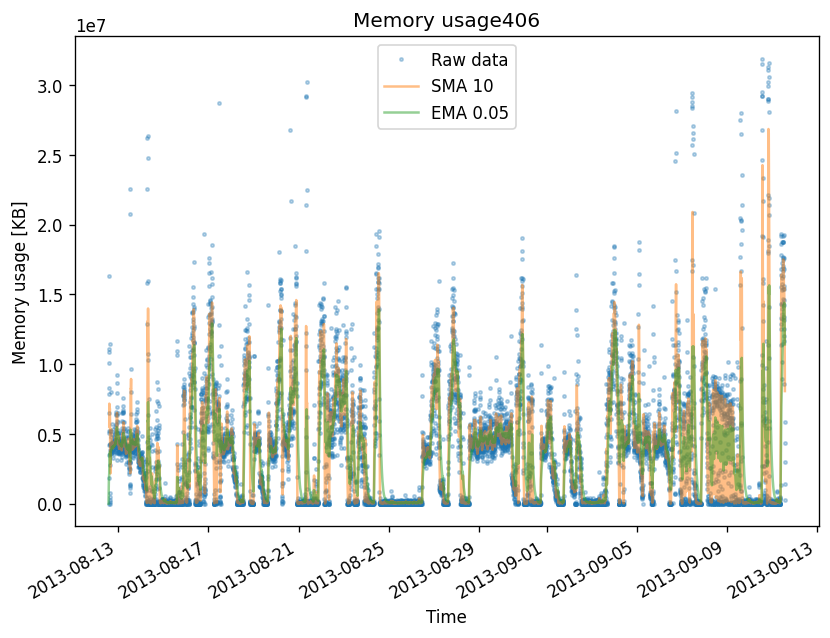 Memory usage406
1e7
Raw data
SMA 10
EMA 0.05
3.0
2.5
2.0
1.5
1.0
0.5
0.0
Memory usage [KB]
2013-08-13
2013-08-17
2013-08-21
2013-08-25
2013-08-29
2013-09-01
2013-09-05
2013-09-09
2013-09-13
Time